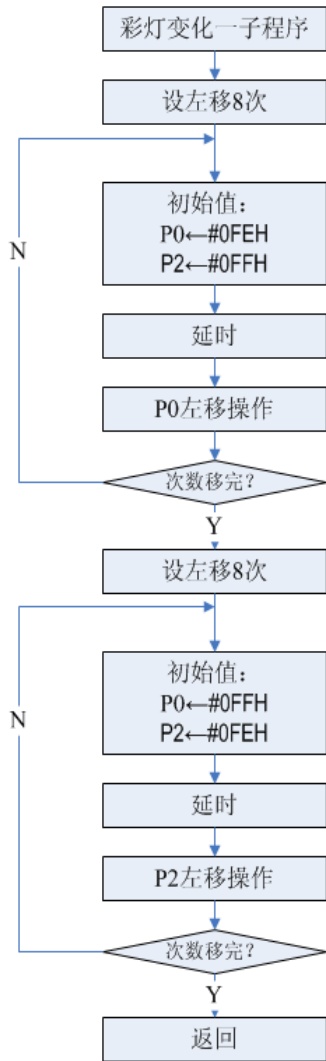 彩灯变化一子程序
设左移8次
初始值:
P0←#0FEH
P2←#0FFH
N
延时
P0左移操作
次数移完?
Y
设左移8次
初始值:
P0←#0FFH
P2←#0FEH
N
延时
P2左移操作
次数移完?
Y
返回